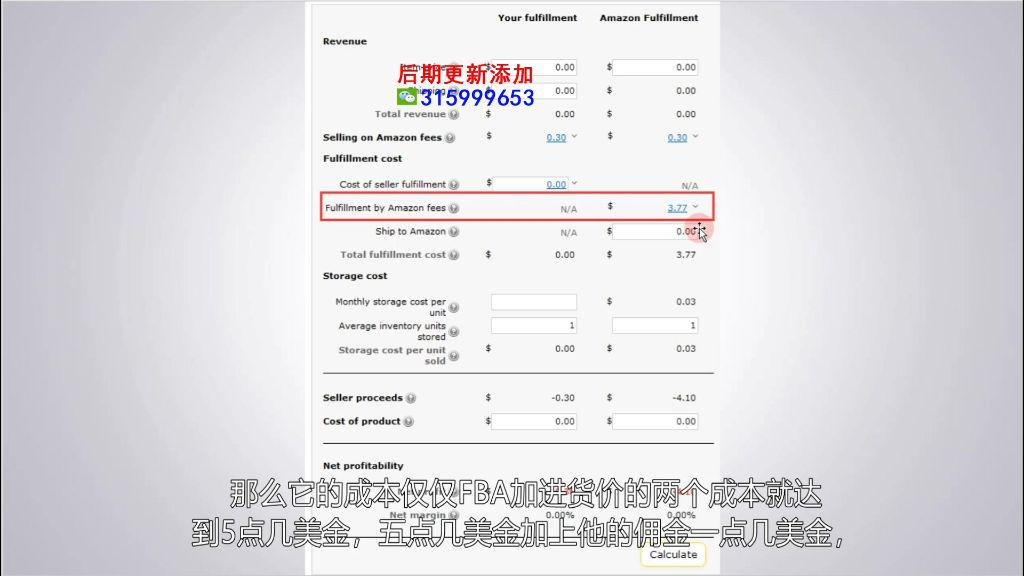 Your fulfillment Amazon Fulfillment
Revenue
$ 0.00 $ 0.00
后期更新添加
$ 0.00 $ 0.00
315999653
Total revenue $ 0.00 $ 0.00
Selling on Amazon fees $ 0.30 $ 0.30
Fulfillment cost
Cost of seller fulfillment $ 0.00 N/A
Fulfillment by Amazon fees N/A $ 3.77
Ship to Amazon N/A $ 0.00
Total fulfillment cost $ 0.00 $ 3.77
Storage cost
Monthly storage cost per unit $ 0.03
Average inventory units stored 1 1
Storage cost per unit sold $ 0.00 $ 0.03
Seller proceeds $ -0.30 $ -4.10
Cost of product $ 0.00 $ 0.00
Net profitability
那么它的成本仅仅FBA加进货价的两个成本就达
Net margin 0.00% 0.00%
到5点几美金，五点几美金加上他的佣金一点几美金，
Calculate